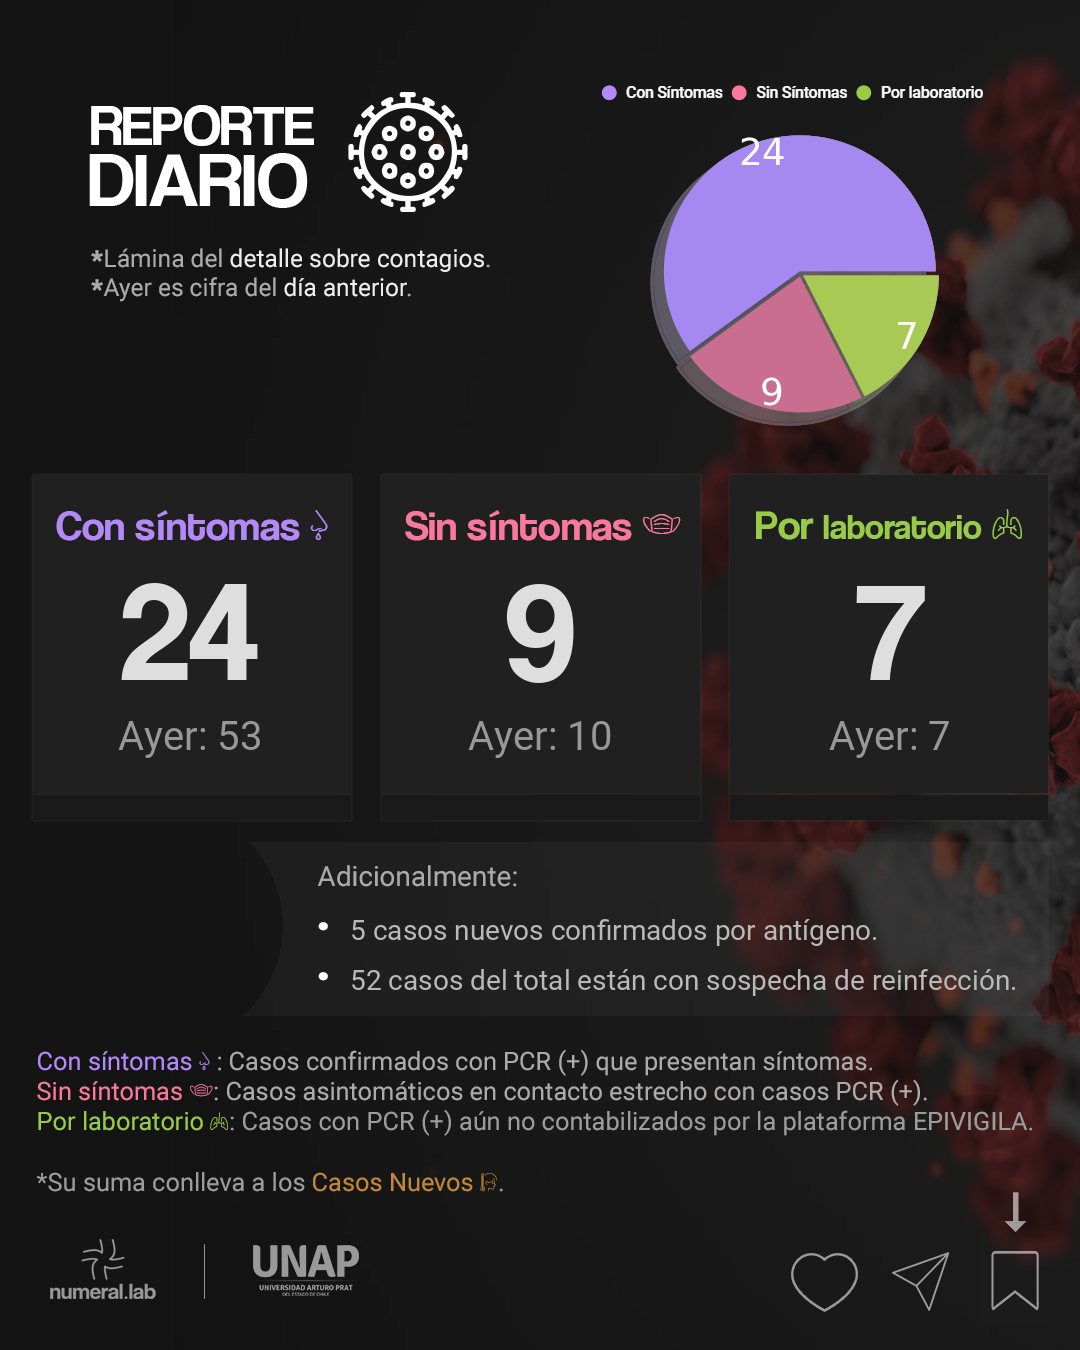 REPORTE
DIARIO
*Lámina del detalle sobre contagios.
*Ayer es cifra del día anterior.
Con Síntomas Sin Síntomas Por laboratorio
24
7
9
Con síntomas
24
Ayer: 53
Sin síntomas
9
Ayer: 10
Por laboratorio
7
Ayer: 7
Adicionalmente:
• 5 casos nuevos confirmados por antígeno.
• 52 casos del total están con sospecha de reinfección.
Con síntomas : Casos confirmados con PCR (+) que presentan síntomas.
Sin síntomas : Casos asintomáticos en contacto estrecho con casos PCR (+).
Por laboratorio : Casos con PCR (+) aún no contabilizados por la plataforma EPIVIGILA.
*Su suma conlleva a los Casos Nuevos .
numeral.lab
UNAP
UNIVERSIDAD ARTURO PRAT
DEL ESTADO DE CHILE